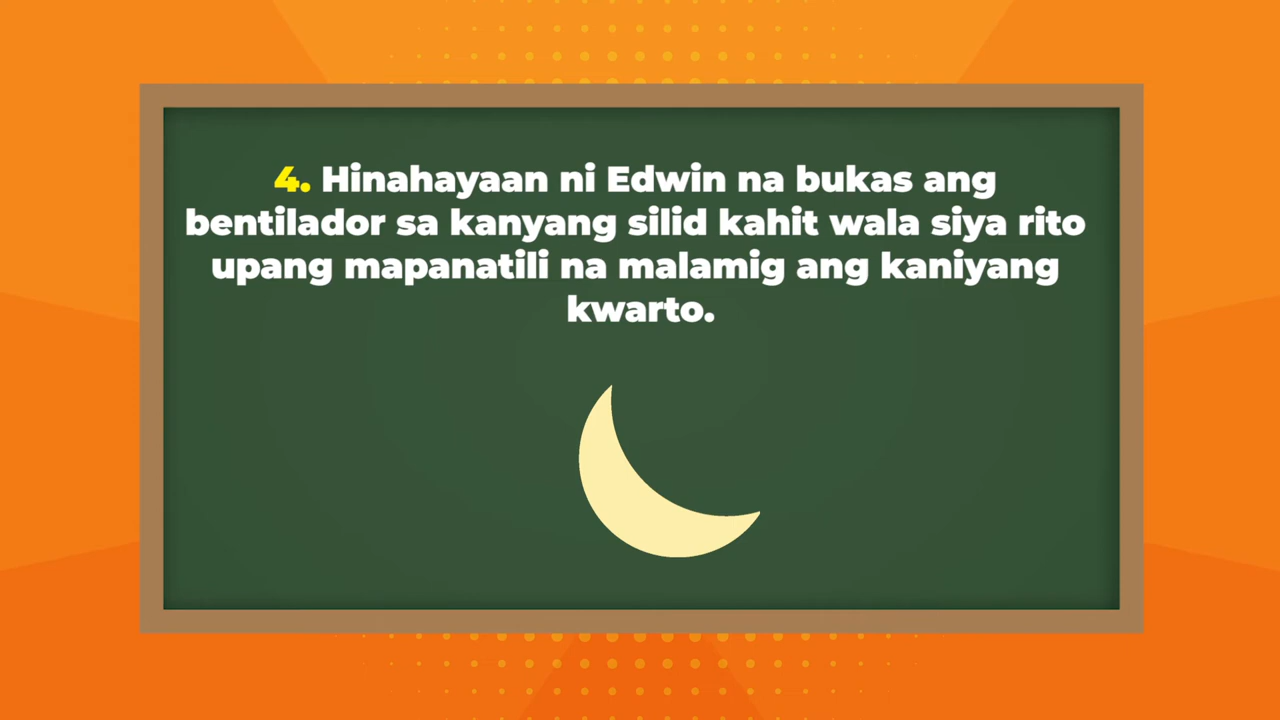 4. Hinahayaan ni Edwin na bukas ang
bentilador sa kanyang silid kahit wala siya rito
upang mapanatili na malamig ang kaniyang
kwarto.